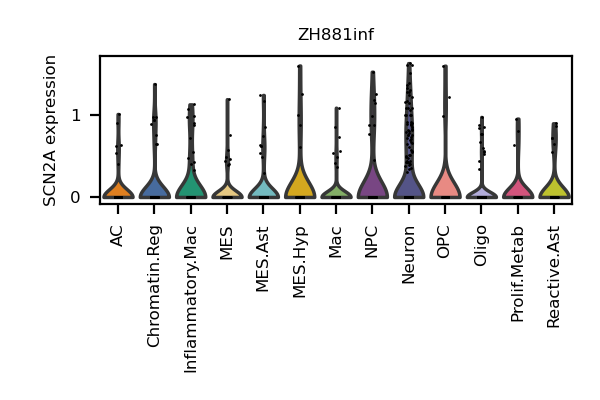 ZH881inf
SCN2A expression
1
0
AC
Chromatin.Reg
Inflammatory.Mac
MES
MES.Ast
MES.Hyp
Mac
NPC
Neuron
OPC
Oligo
Prolif.Metab
Reactive.Ast